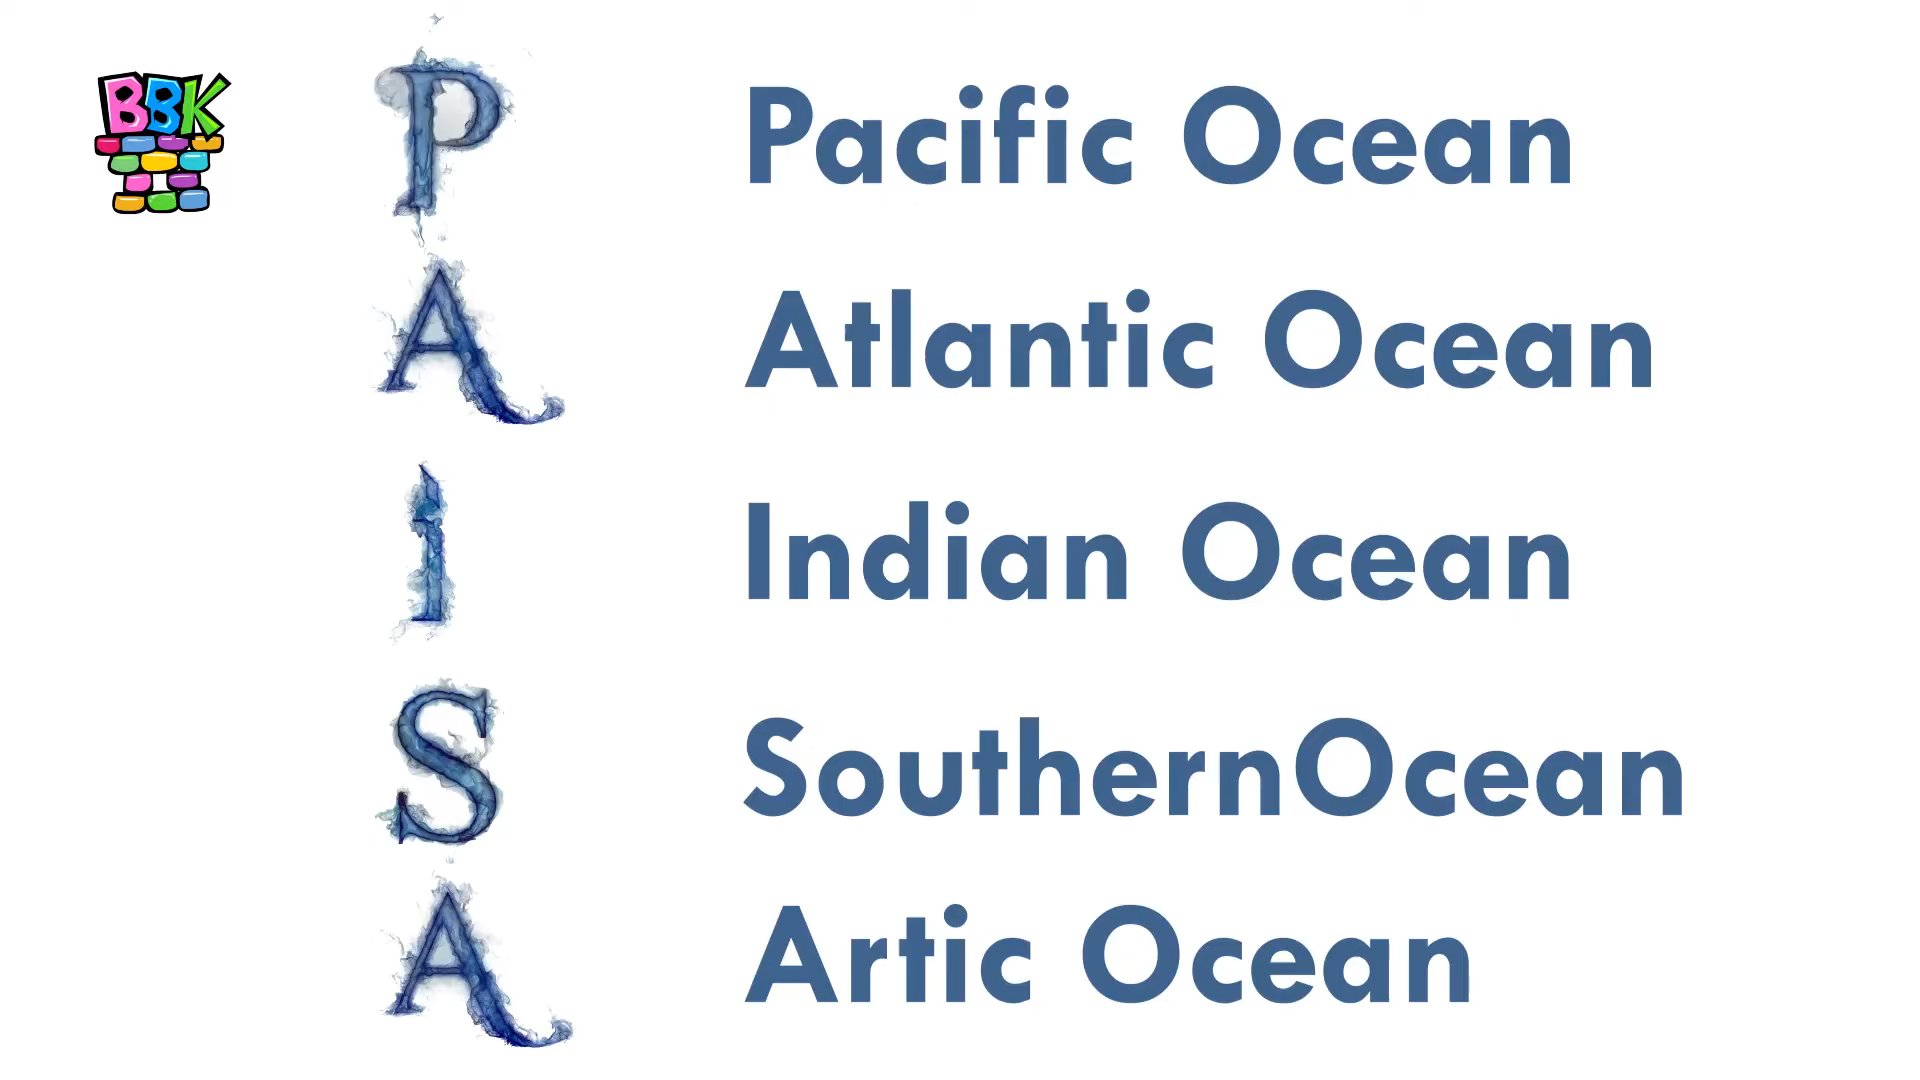 BBK
P Pacific Ocean
A Atlantic Ocean
i Indian Ocean
S SouthernOcean
A Artic Ocean